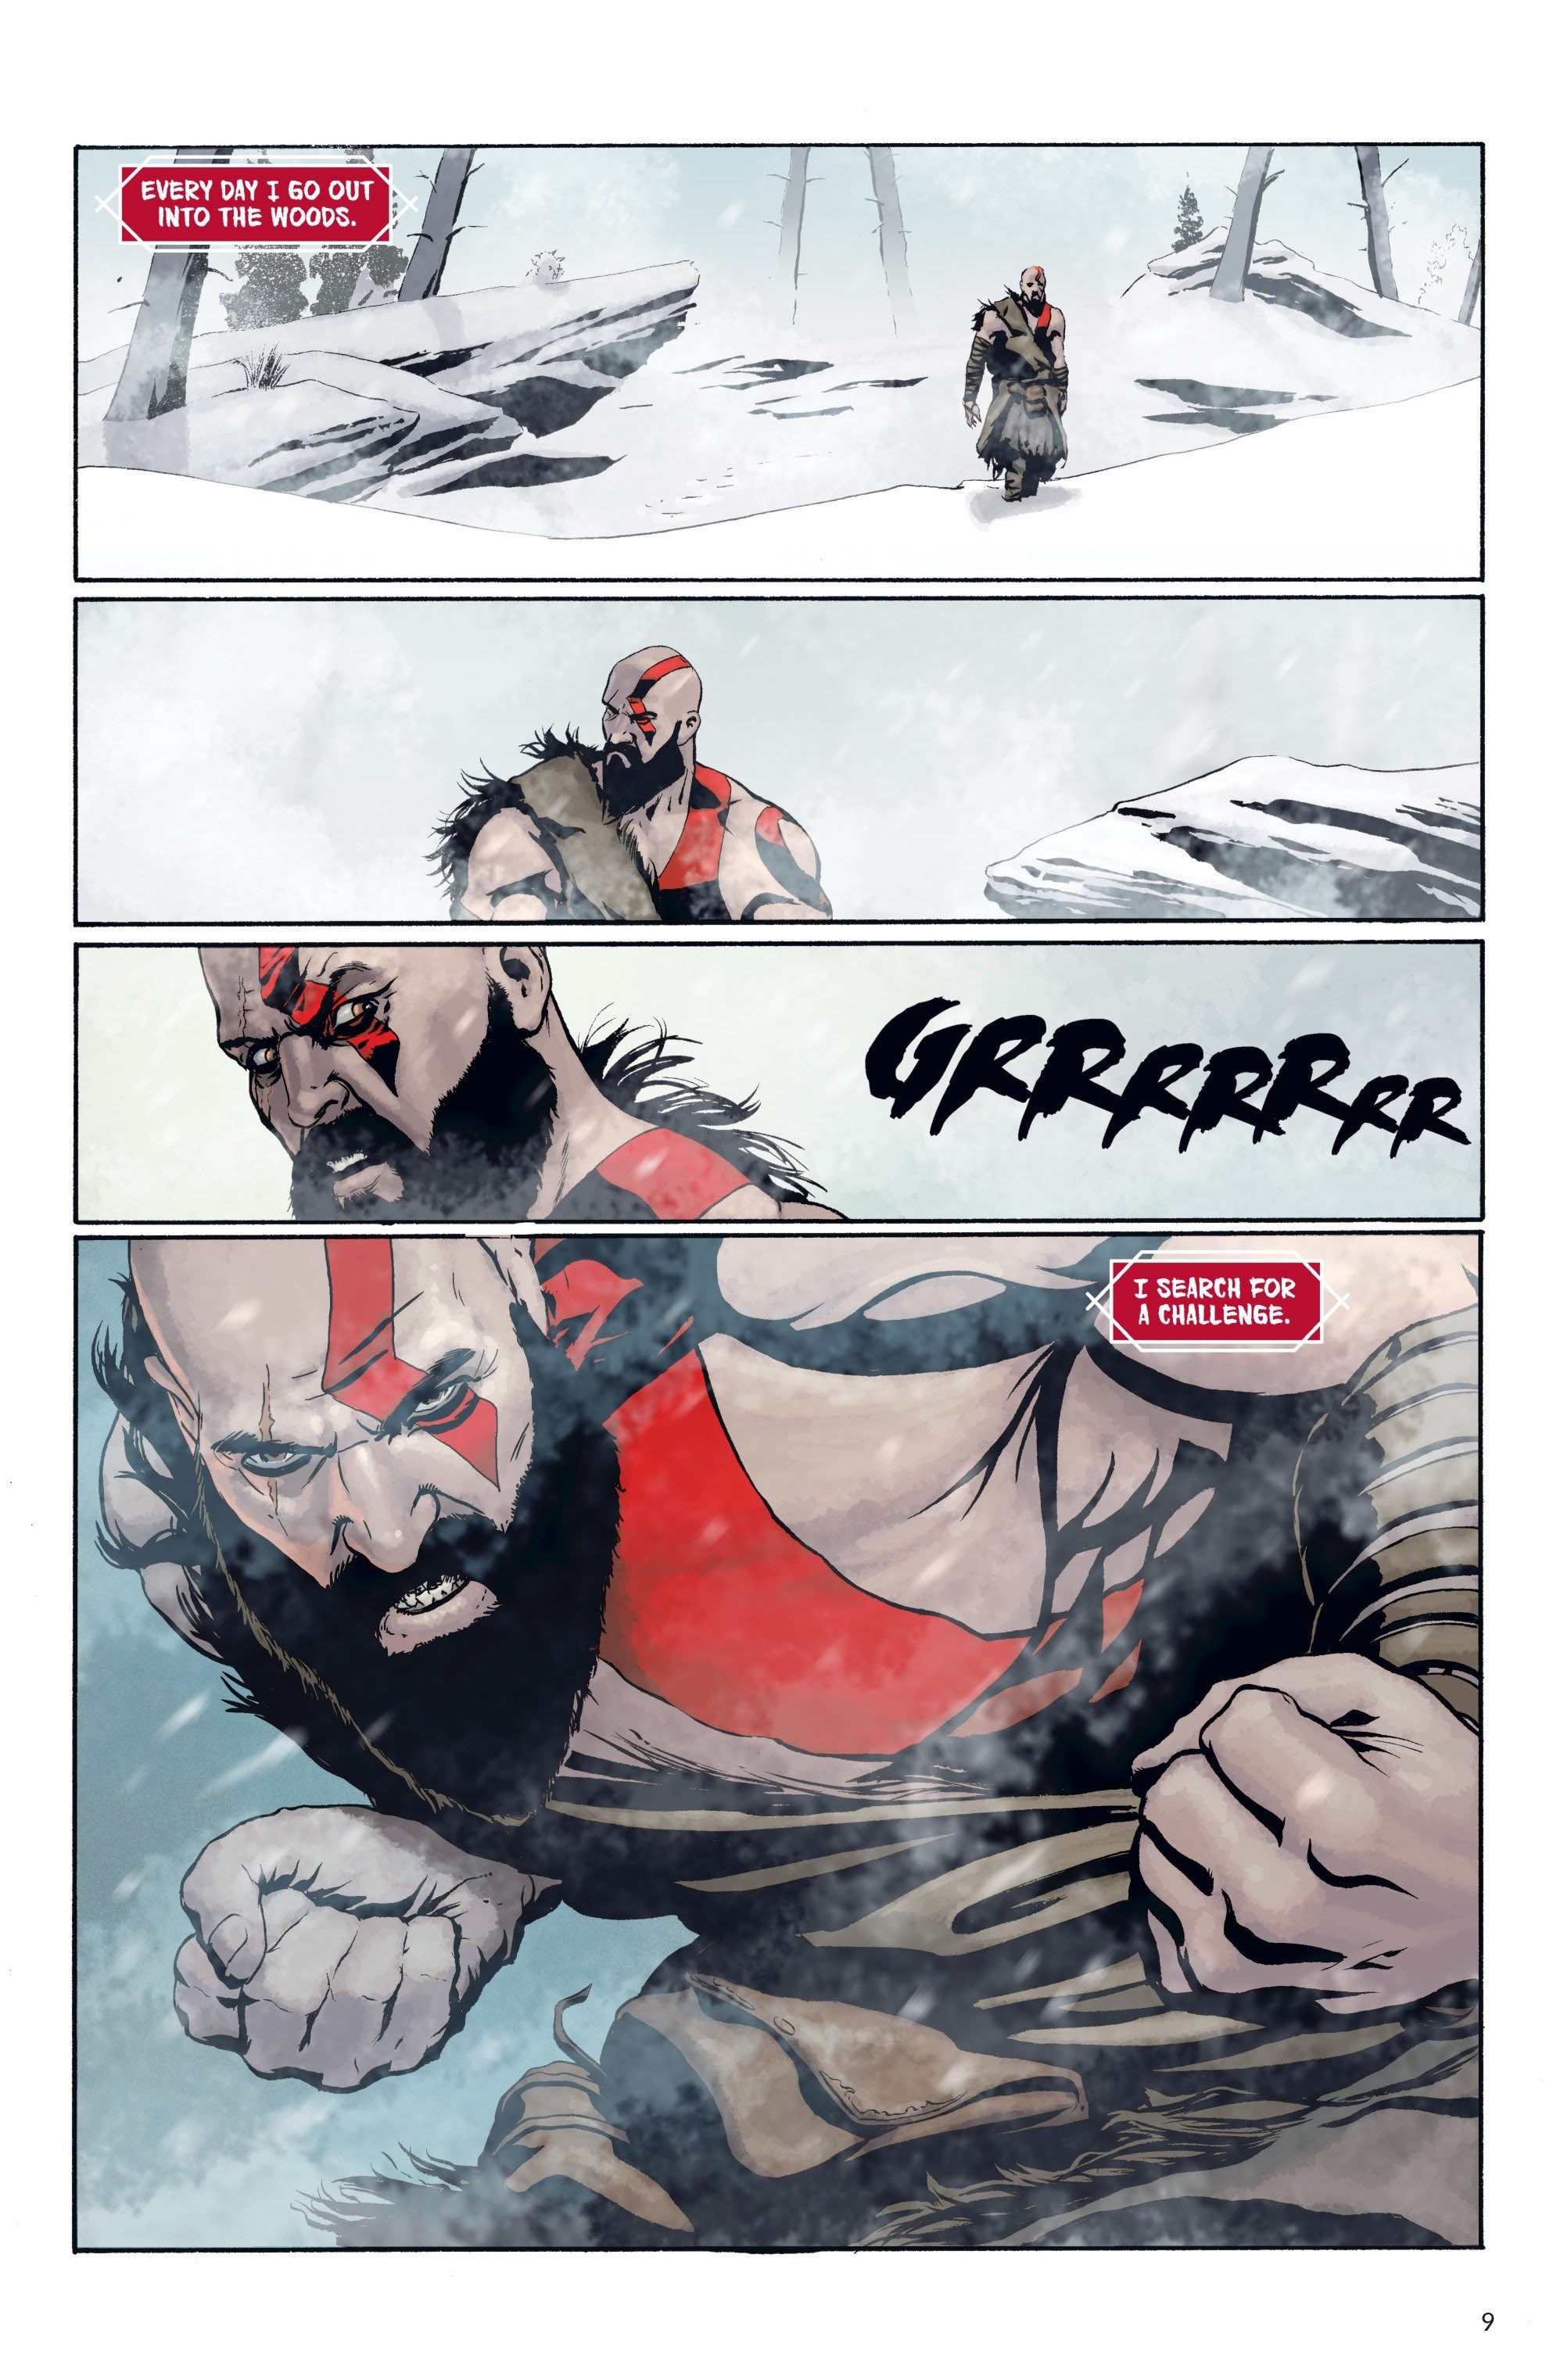 EVERY DAY I GO OUT
INTO THE WOODS.
GRRRRRRRR
I SEARCH FOR
A CHALLENGE.
9